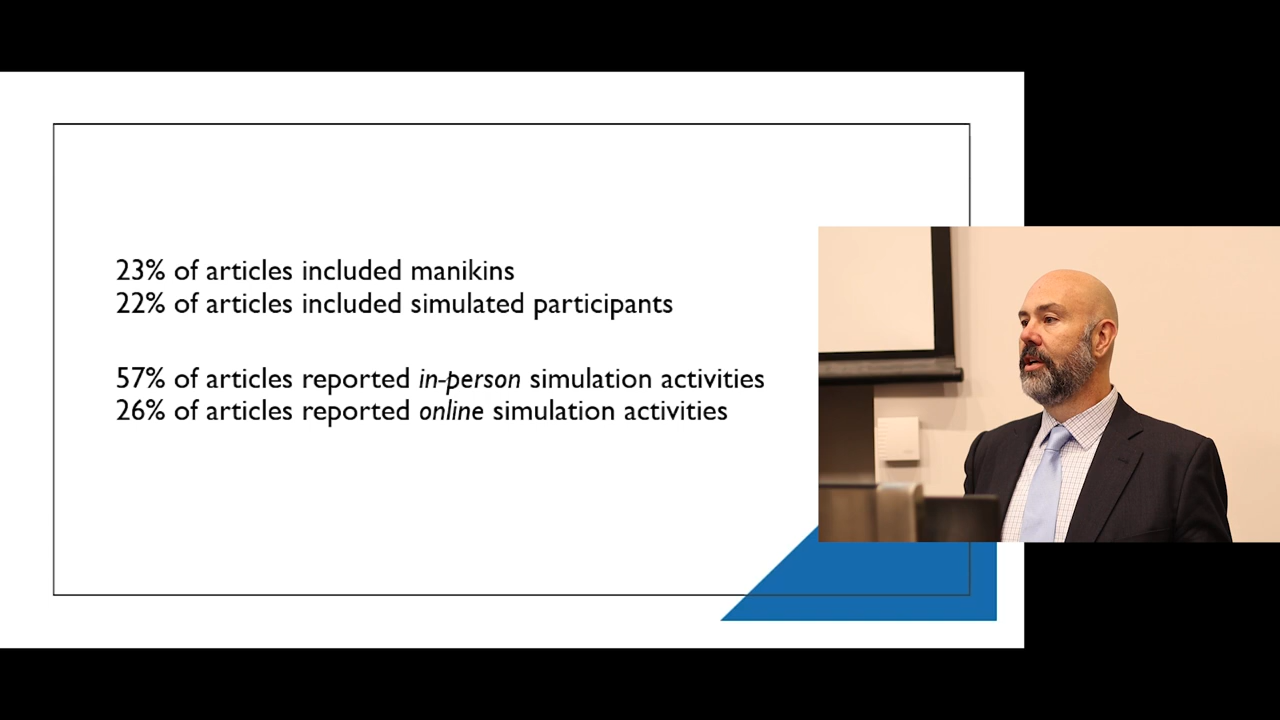 23% of articles included manikins
22% of articles included simulated participants
57% of articles reported in-person simulation activities
26% of articles reported online simulation activities